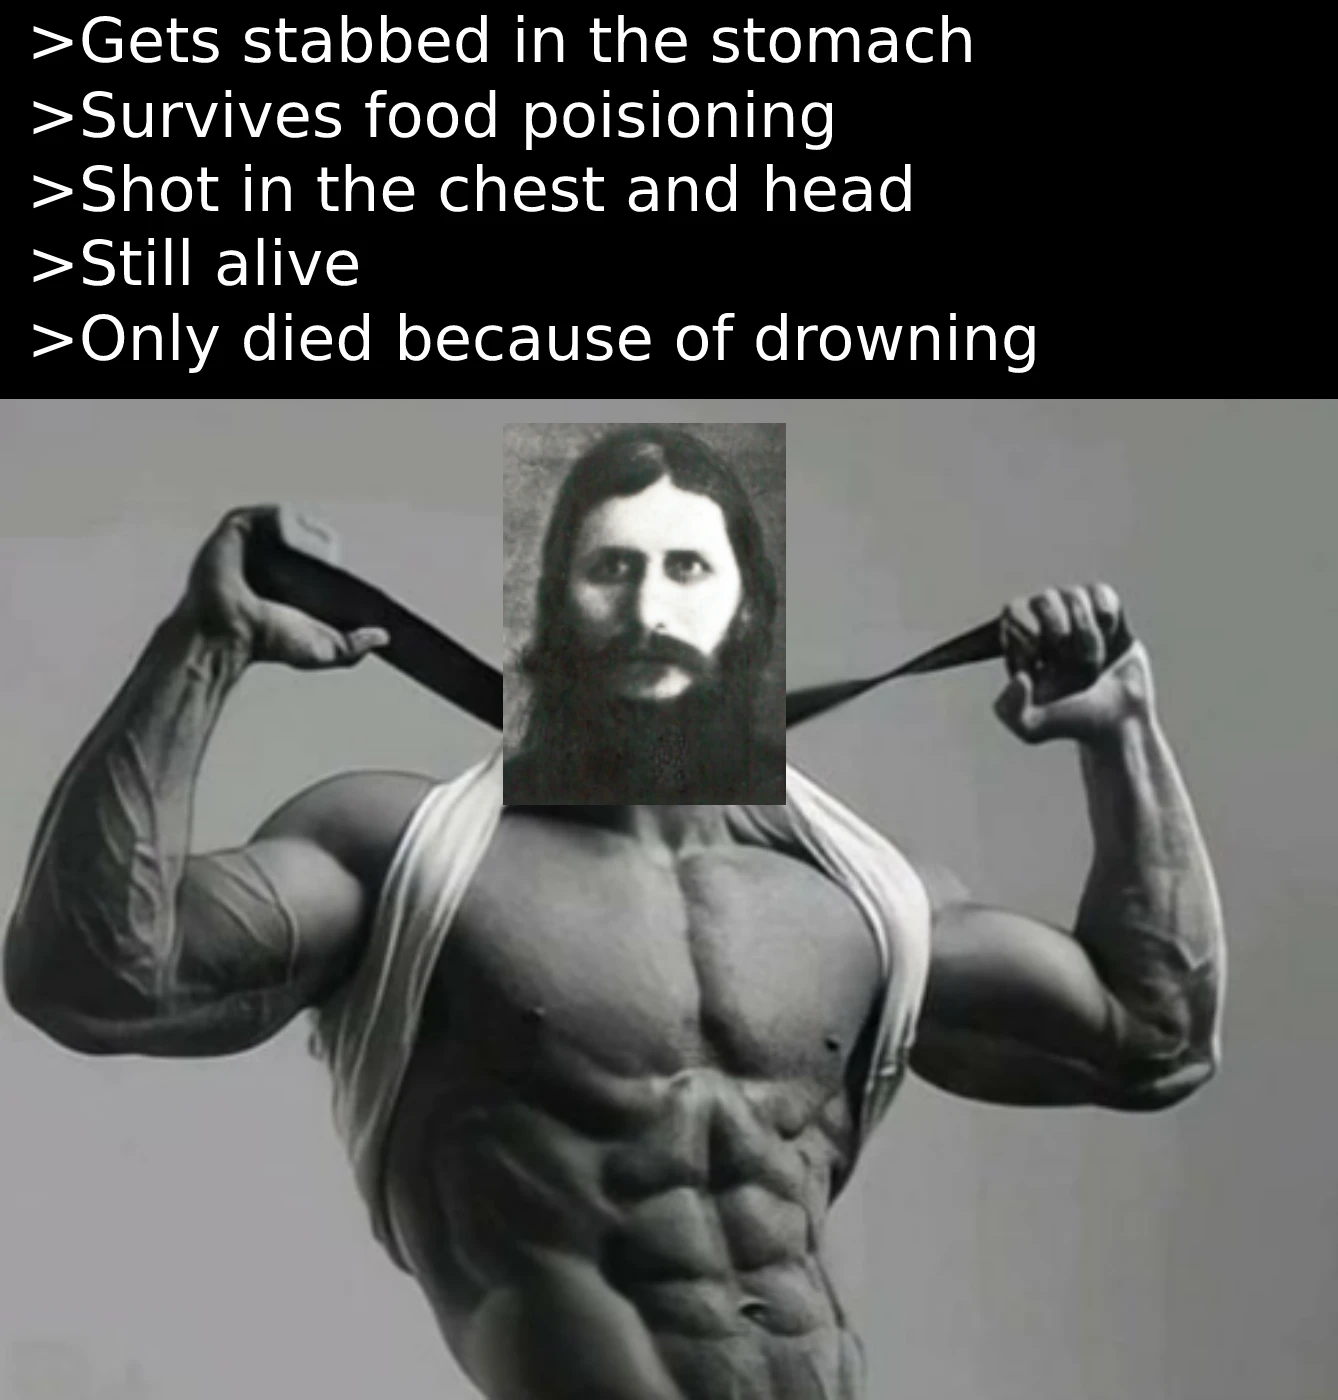 >Gets stabbed in the stomach
>Survives food poisioning
>Shot in the chest and head
>Still alive
>Only died because of drowning